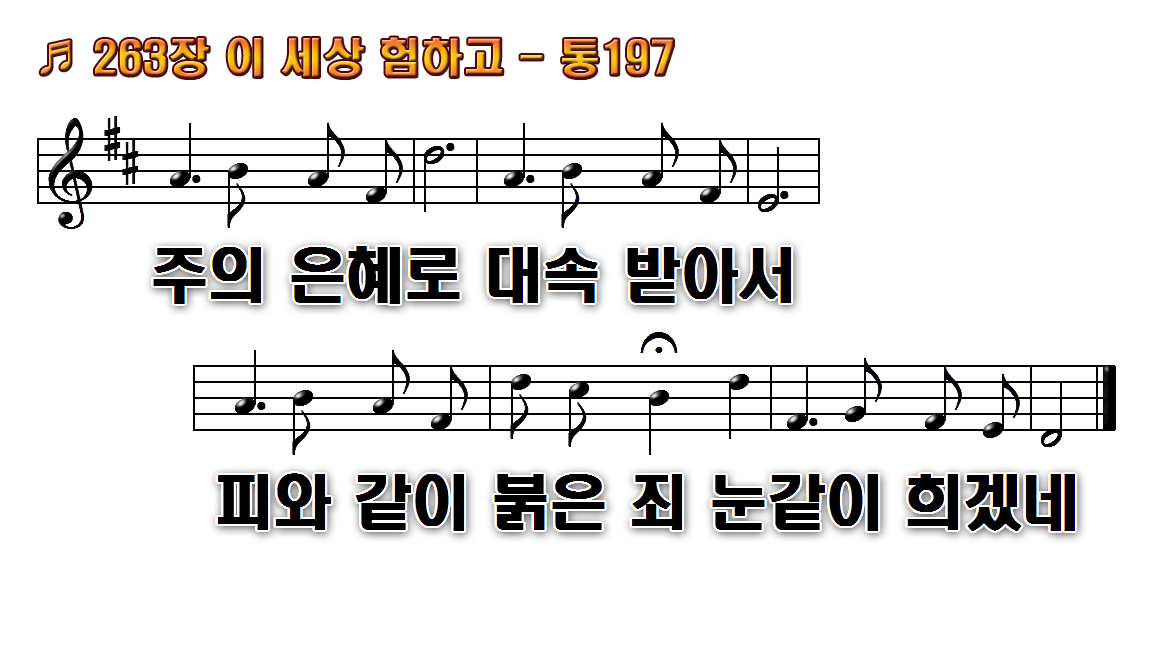 263장 이 세상 험하고 - 통197
주의 은혜로 대속 받아서
피와 같이 붉은 죄 눈같이 희겠네